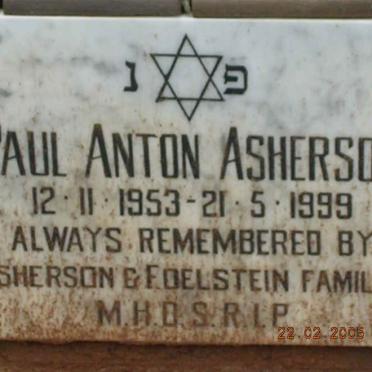 פ נ
PAUL ANTON ASHERSO
12·11·1953-21·5·1999
ALWAYS REMEMBERED BY
SHERSON & EDELSTEIN FAMIL
M.H.D.S.R.I.P.
22.02.2005